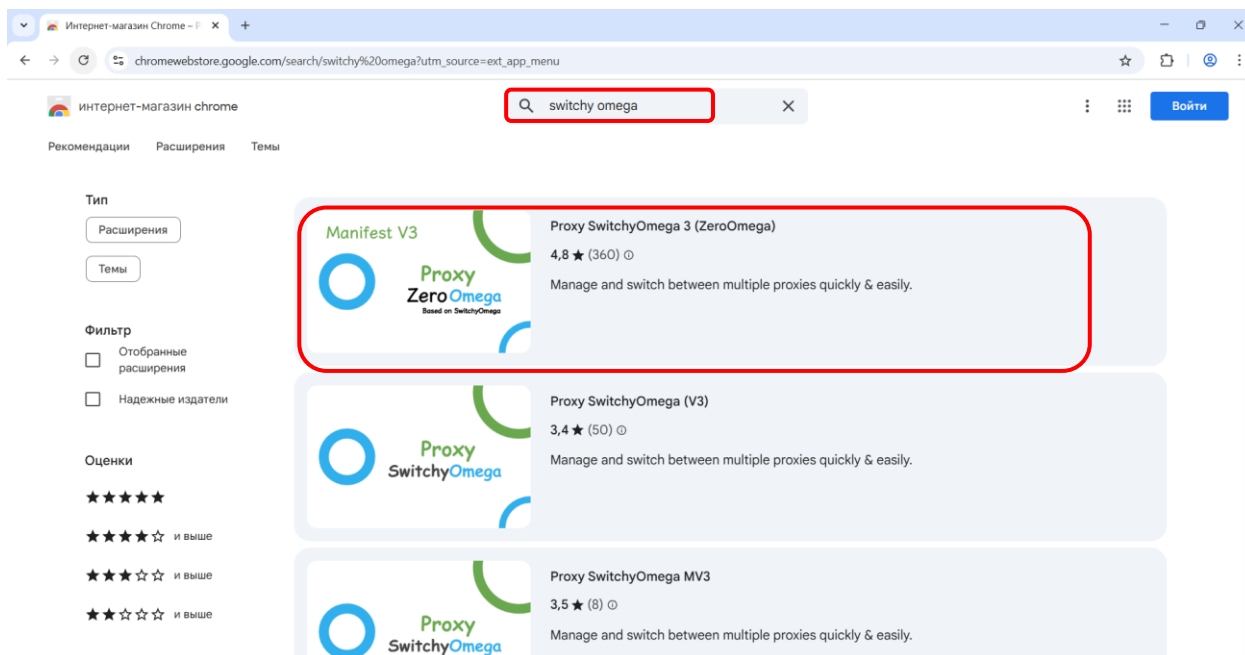 Интернет-магазин Chrome – Р
chromewebstore.google.com/search/switchy%20omega?utm_source=ext_app_menu
интернет-магазин chrome
switchy omega
Войти
Рекомендации Расширения Темы
Тип
Расширения
Темы
Фильтр
Отобранные
расширения
Надежные издатели
Оценки
и выше
и выше
и выше
Manifest V3
Proxy
ZeroOmega
Based on SwitchyOmega
Proxy SwitchyOmega 3 (ZeroOmega)
4,8 ★ (360)
Manage and switch between multiple proxies quickly & easily.
Proxy
SwitchyOmega
Proxy SwitchyOmega (V3)
3,4 ★ (50)
Manage and switch between multiple proxies quickly & easily.
Proxy
SwitchyOmega
Proxy SwitchyOmega MV3
3,5 ★ (8)
Manage and switch between multiple proxies quickly & easily.